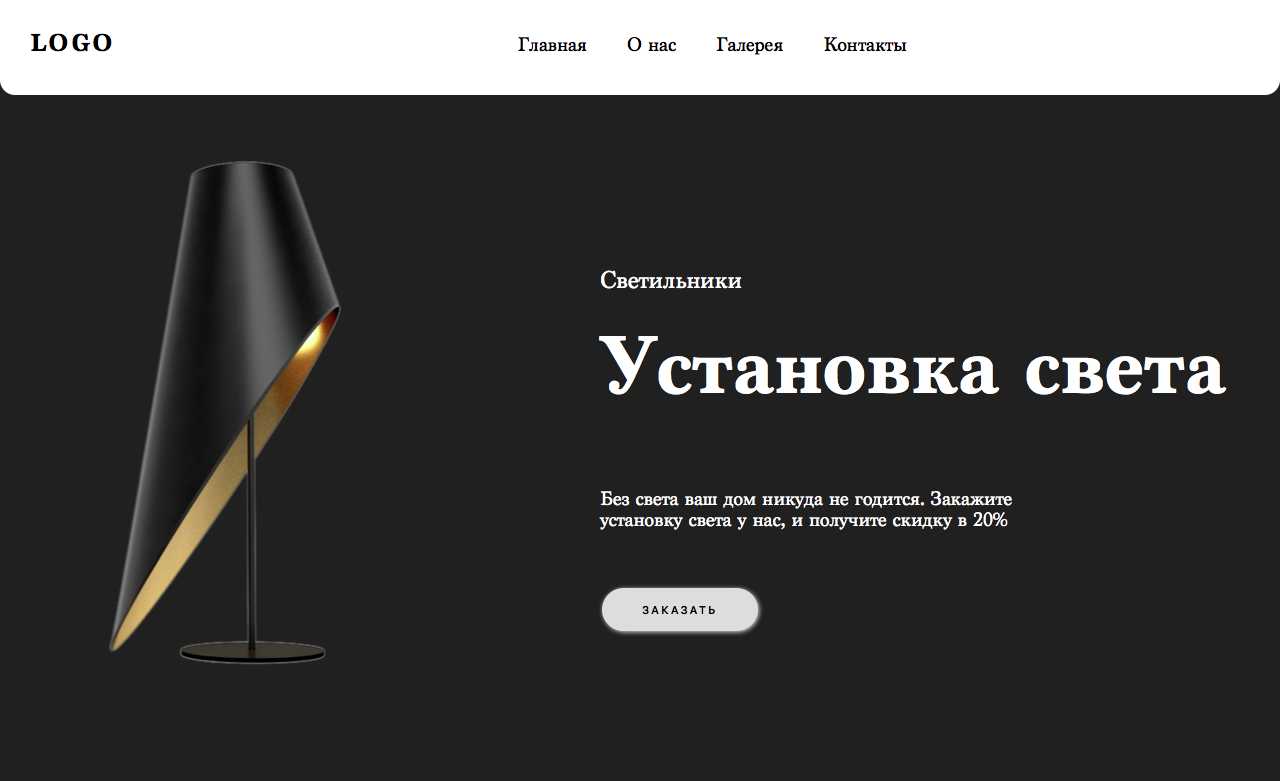 LOGO
Главная О нас Галерея Контакты
Светильники
Установка света
Без света ваш дом никуда не годится. Закажите
установку света у нас, и получите скидку в 20%
ЗАКАЗАТЬ